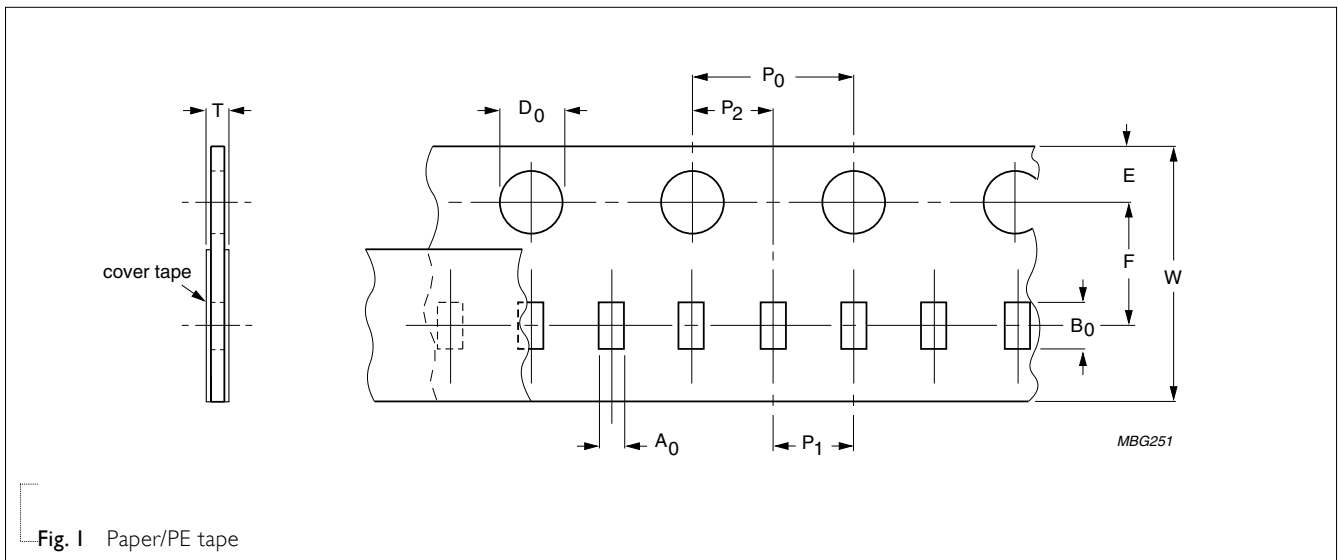 P0
T
D0
P2
E
F
W
cover tape
B0
A0
P1
MBG251
Fig. 1 Paper/PE tape